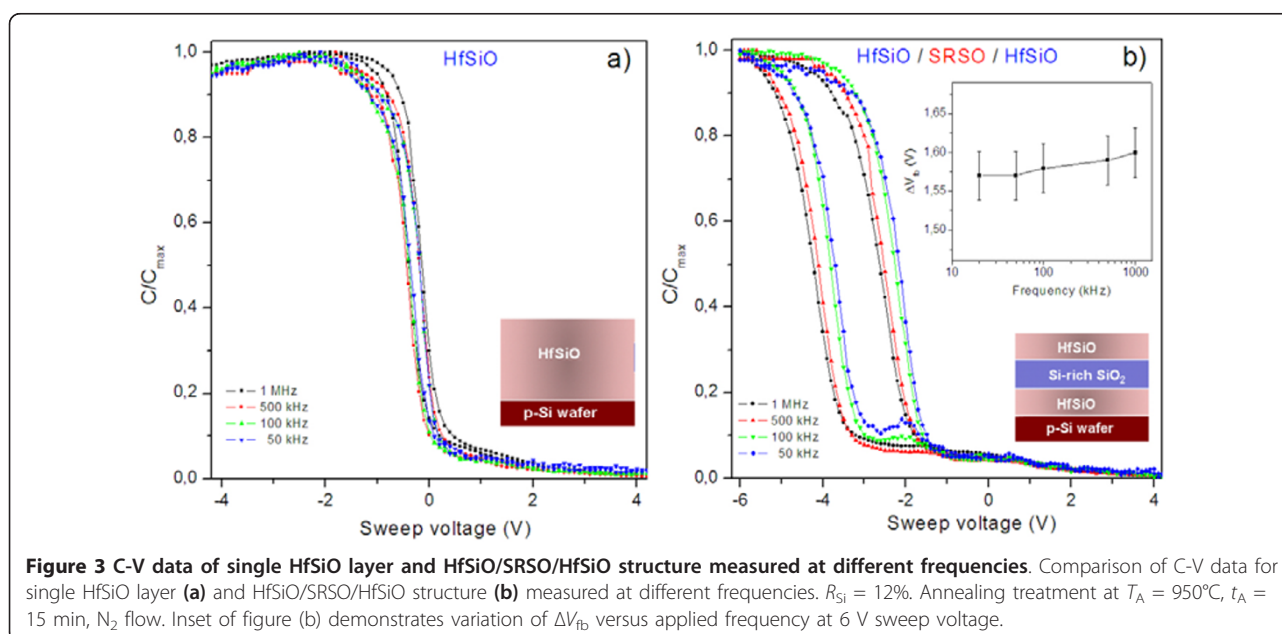 HfSiO
a)
1,0
0,8
0,6
0,4
0,2
0,0
C/Cmax
1 MHz
500 kHz
100 kHz
50 kHz
HfSiO
p-Si wafer
-4 -2 0 2 4
Sweep voltage (V)
HfSiO / SRSO / HfSiO
b)
1,0
0,8
0,6
0,4
0,2
0,0
C/Cmax
1,65
1,60
1,55
1,50
ΔVfb (V)
10 100 1000
Frequency (kHz)
1 MHz
500 kHz
100 kHz
50 kHz
HfSiO
Si-rich SiO2
HfSiO
p-Si wafer
-6 -4 -2 0 2 4
Sweep voltage (V)
Figure 3 C-V data of single HfSiO layer and HfSiO/SRSO/HfSiO structure measured at different frequencies. Comparison of C-V data for
single HfSiO layer (a) and HfSiO/SRSO/HfSiO structure (b) measured at different frequencies. RSi = 12%. Annealing treatment at TA = 950°C, tA =
15 min, N2 flow. Inset of figure (b) demonstrates variation of ΔVfb versus applied frequency at 6 V sweep voltage.